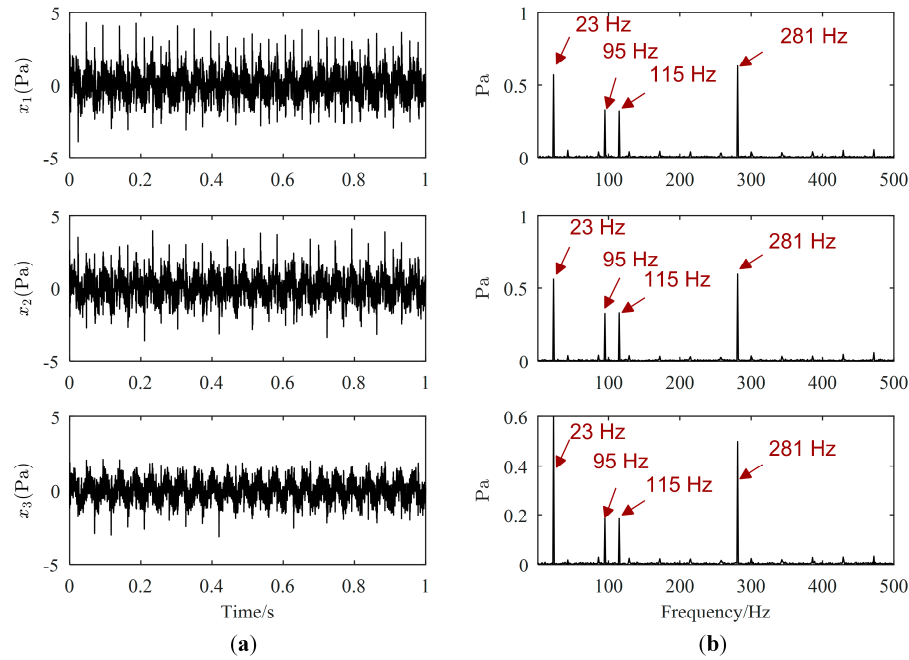 5
0
-5
x₁(Pa)
0 0.2 0.4 0.6 0.8 1
1
0.5
0
Pa
23 Hz
95 Hz
115 Hz
281 Hz
100 200 300 400 500
5
0
-5
x₂(Pa)
0 0.2 0.4 0.6 0.8 1
1
0.5
0
Pa
23 Hz
95 Hz
115 Hz
281 Hz
100 200 300 400 500
5
0
-5
x₃(Pa)
0 0.2 0.4 0.6 0.8 1
Time/s
0.6
0.4
0.2
0
Pa
23 Hz
95 Hz
115 Hz
281 Hz
100 200 300 400 500
Frequency/Hz
(a)
(b)